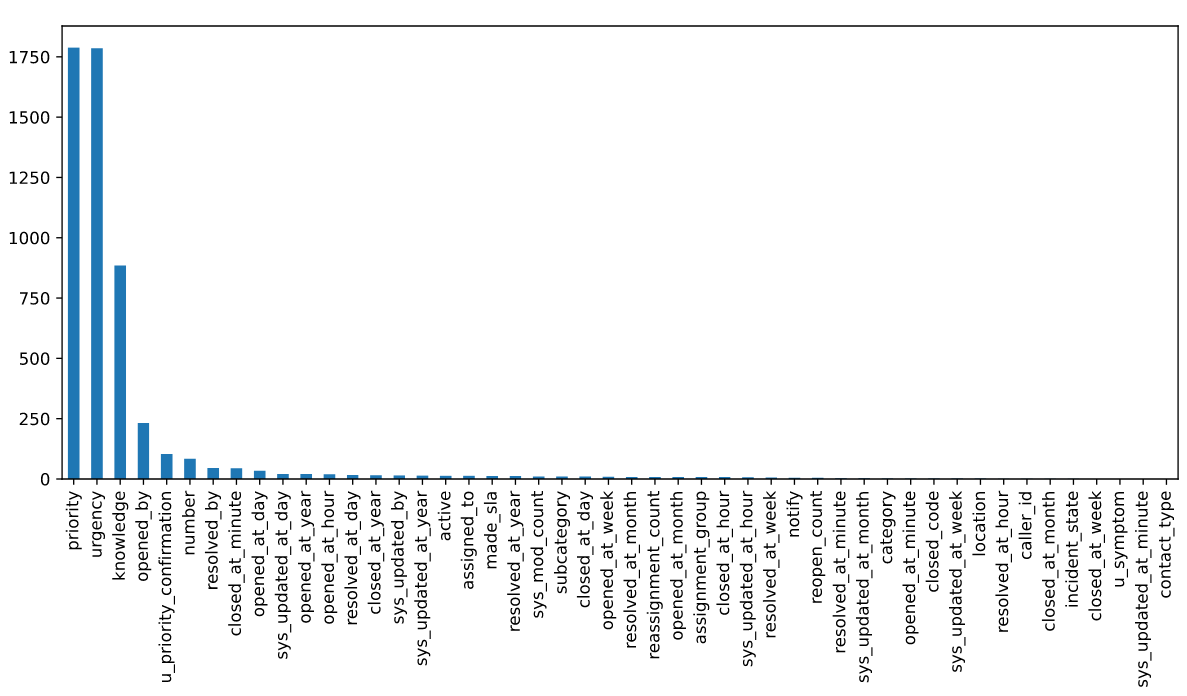 1750
1500
1250
1000
750
500
250
0
priority
urgency
knowledge
opened_by
u_priority_confirmation
number
resolved_by
closed_at_minute
opened_at_day
sys_updated_at_day
opened_at_year
opened_at_hour
resolved_at_day
closed_at_year
sys_updated_by
sys_updated_at_year
active
assigned_to
made_sla
resolved_at_year
sys_mod_count
subcategory
closed_at_day
opened_at_week
resolved_at_month
reassignment_count
opened_at_month
assignment_group
closed_at_hour
sys_updated_at_hour
resolved_at_week
notify
reopen_count
resolved_at_minute
sys_updated_at_month
category
opened_at_minute
closed_code
sys_updated_at_week
location
resolved_at_hour
caller_id
closed_at_month
incident_state
closed_at_week
u_symptom
sys_updated_at_minute
contact_type